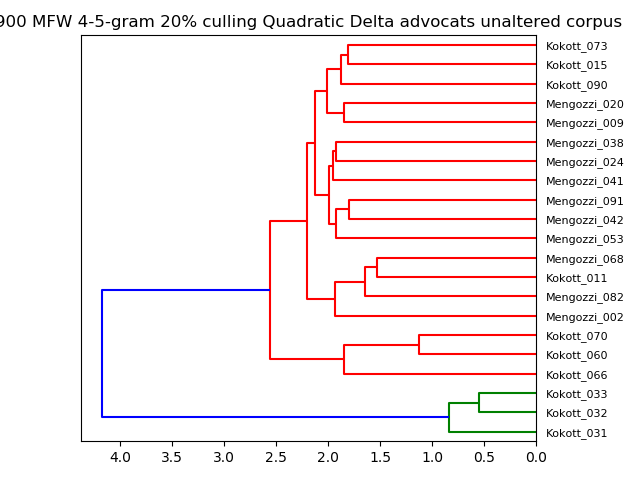 900 MFW 4-5-gram 20% culling Quadratic Delta advocats unaltered corpus
Kokott_073
Kokott_015
Kokott_090
Mengozzi_020
Mengozzi_009
Mengozzi_038
Mengozzi_024
Mengozzi_041
Mengozzi_091
Mengozzi_042
Mengozzi_053
Mengozzi_068
Kokott_011
Mengozzi_082
Mengozzi_002
Kokott_070
Kokott_060
Kokott_066
Kokott_033
Kokott_032
Kokott_031
4.0 3.5 3.0 2.5 2.0 1.5 1.0 0.5 0.0